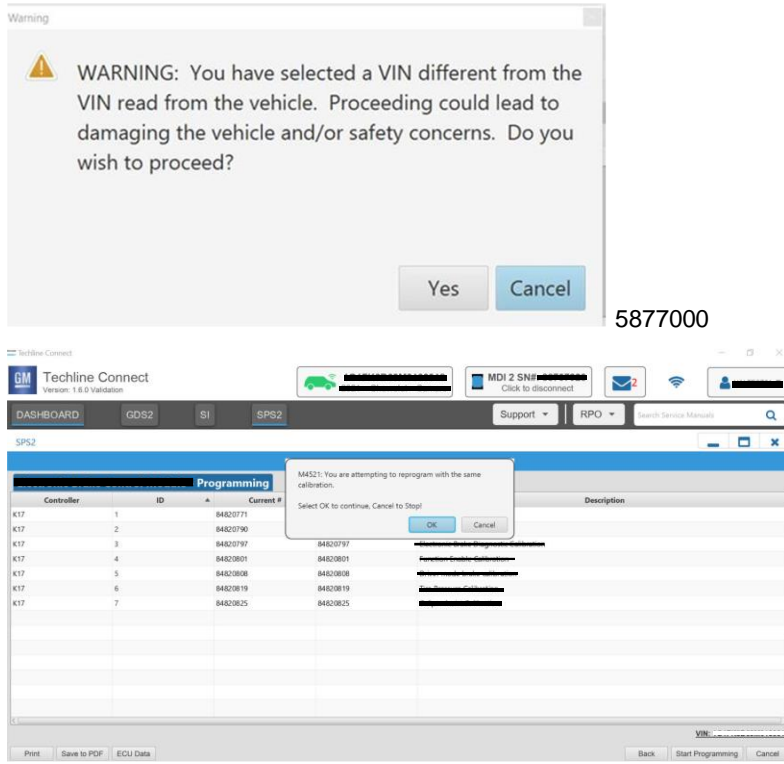 Warning
WARNING: You have selected a VIN different from the
VIN read from the vehicle. Proceeding could lead to
damaging the vehicle and/or safety concerns. Do you
wish to proceed?
Yes Cancel
5877000
Techline Connect
GM Techline Connect
Version: 1.6.0 Validation
MDI 2 SN#
Click to disconnect
2
DASHBOARD GDS2 SI SPS2 Support RPO Search Service Manuals
SPS2
Programming
M4521: You are attempting to reprogram with the same
calibration.
Select OK to continue, Cancel to Stop!
OK Cancel
Controller ID Current # Description
K17 1 84820771
K17 2 84820790
K17 3 84820797 84820797
K17 4 84820801 84820801 Function Enable Calibration
K17 5 84820808 84820808
K17 6 84820819 84820819
K17 7 84820825 84820825
VIN:
Print Save to PDF ECU Data Back Start Programming Cancel